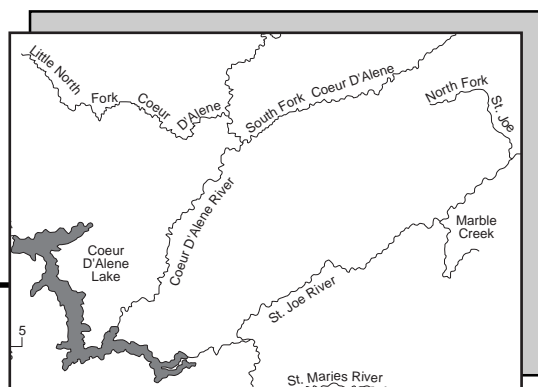 Little North Fork Coeur D'Alene
South Fork Coeur D'Alene
North Fork St. Joe
Coeur D'Alene River
Marble
Creek
Coeur
D'Alene
Lake
St. Joe River
5
St. Maries River